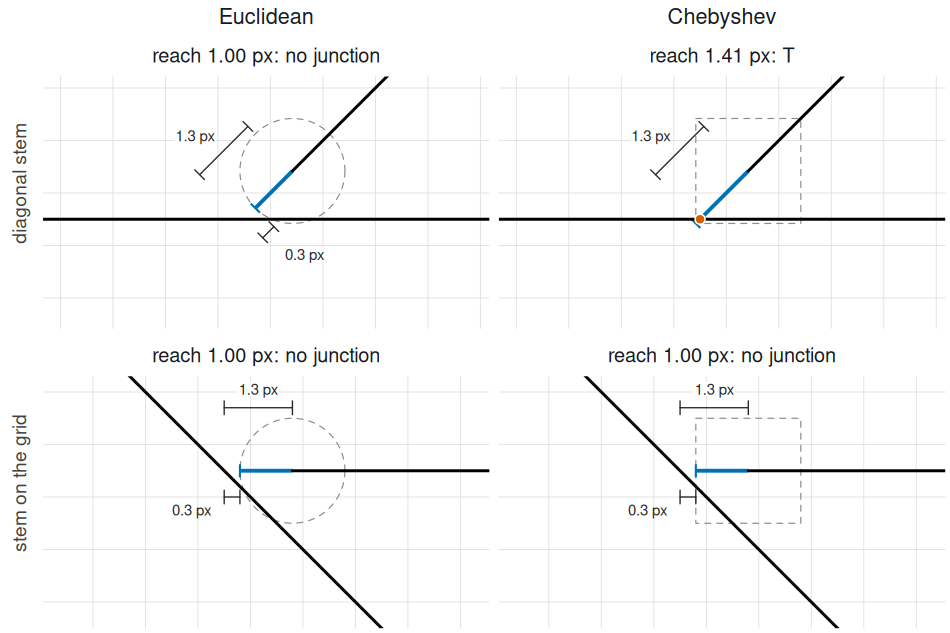 Euclidean
Chebyshev
reach 1.00 px: no junction
reach 1.41 px: T
diagonal stem
1.3 px
0.3 px
1.3 px
reach 1.00 px: no junction
reach 1.00 px: no junction
stem on the grid
1.3 px
0.3 px
1.3 px
0.3 px